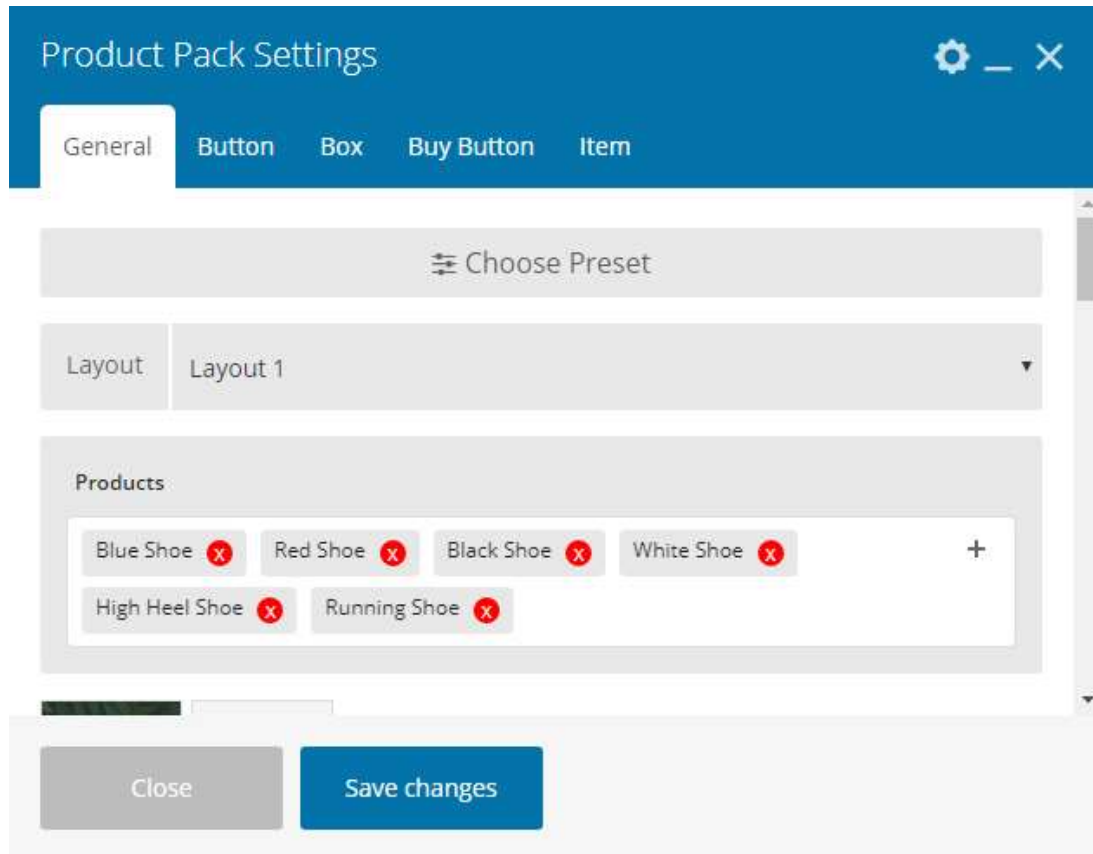 Product Pack Settings
General Button Box Buy Button Item
Choose Preset
Layout Layout 1
Products
Blue Shoe x Red Shoe x Black Shoe x White Shoe x +
High Heel Shoe x Running Shoe x
Close Save changes